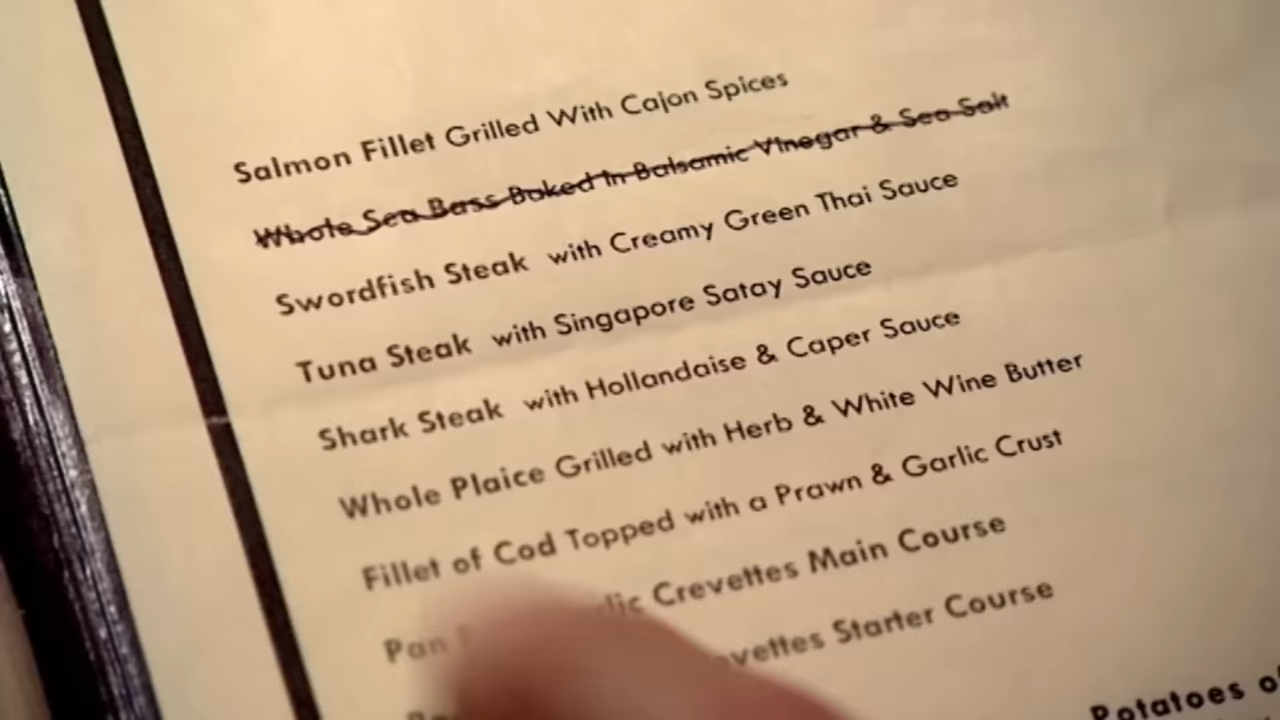 Salmon Fillet Grilled With Cajon Spices
Whole Sea Bass Baked In Balsamic Vinegar & Sea Salt
Swordfish Steak with Creamy Green Thai Sauce
Tuna Steak with Singapore Satay Sauce
Shark Steak with Hollandaise & Caper Sauce
Whole Plaice Grilled with Herb & White Wine Butter
Fillet of Cod Topped with a Prawn & Garlic Crust
Pan Crevettes Main Course
Starter Course
Potatoes